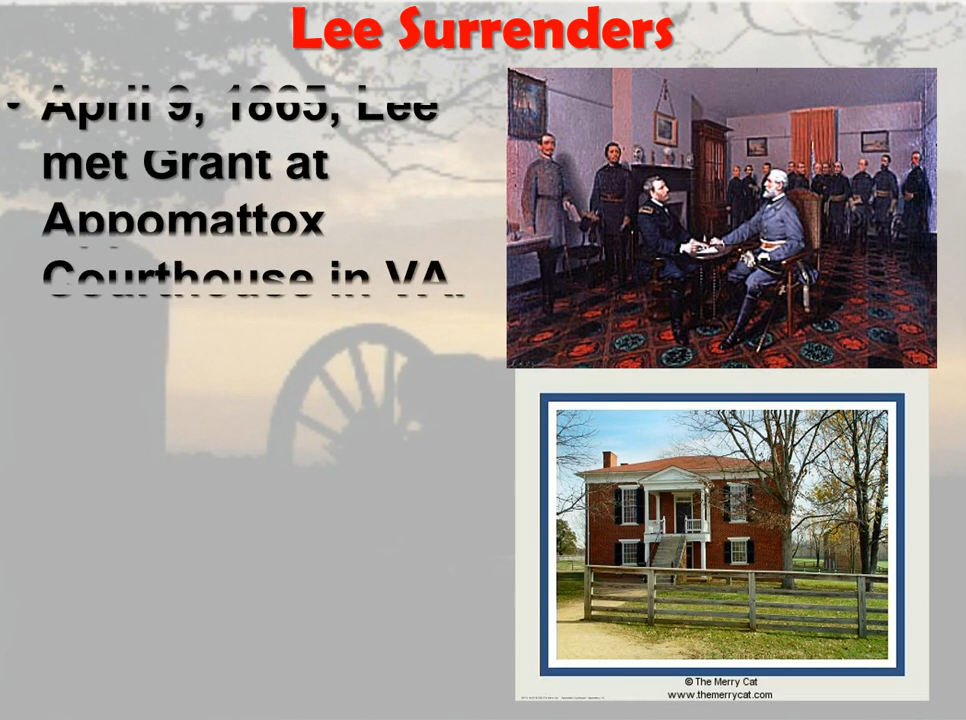 Lee Surrenders
• April 9, 1865, Lee
met Grant at
Appomattox
Courthouse in VA.
© The Merry Cat
www.themerrycat.com